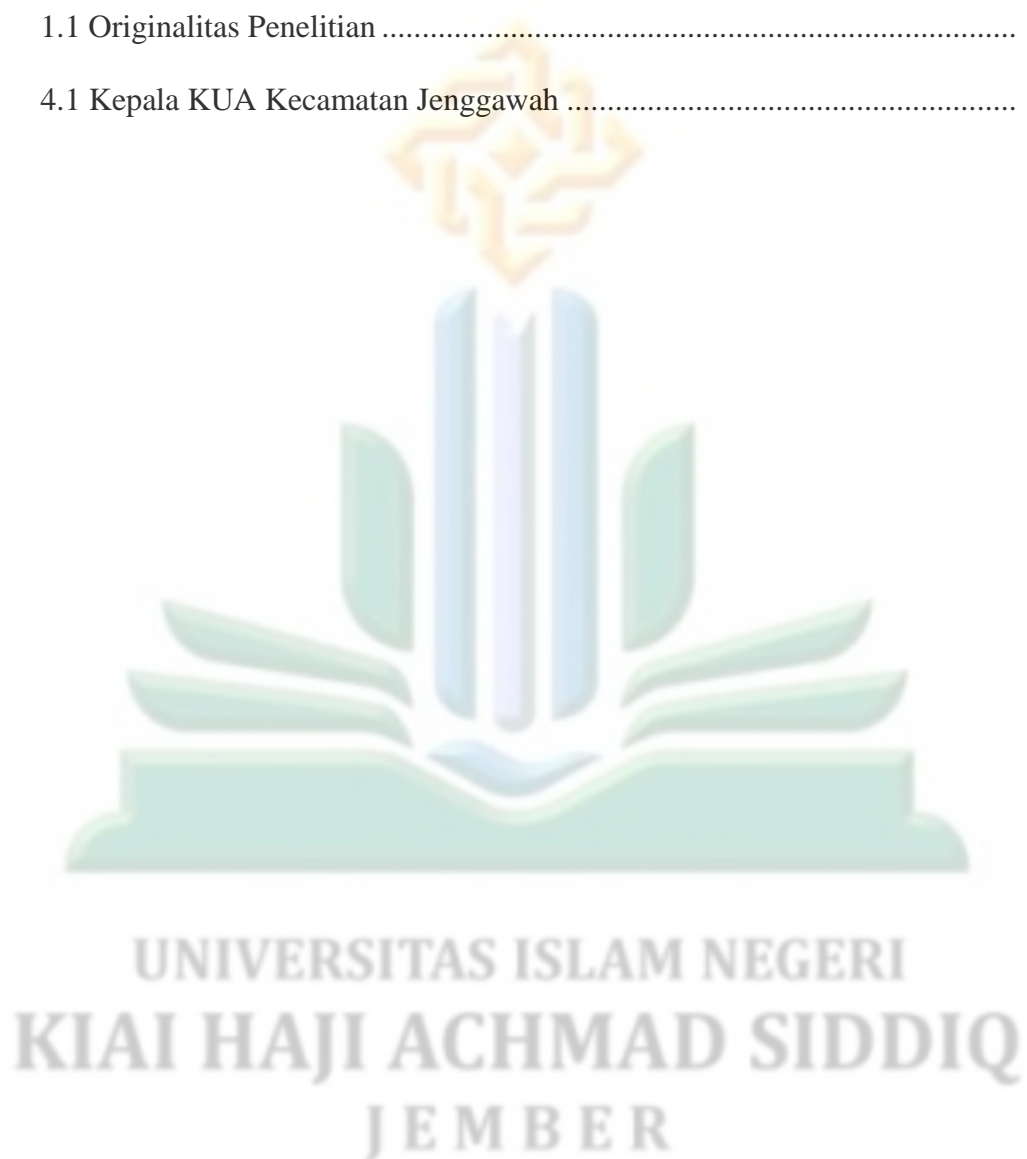 1.1 Originalitas Penelitian ................................................................................
4.1 Kepala KUA Kecamatan Jenggawah .........................................................
UNIVERSITAS ISLAM NEGERI
KIAI HAJI ACHMAD SIDDIQ
JEMBER